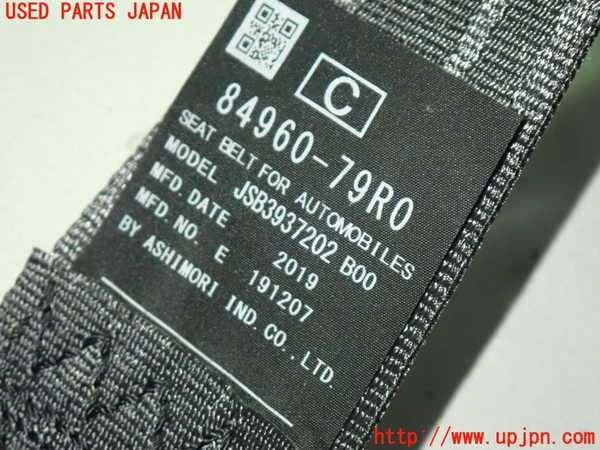 USED PARTS JAPAN
C
84960-79R0
SEAT BELT FOR AUTOMOBILES
MODEL JSB3937202 B00
MFD.DATE 2019
MFD.NO. E 191207
BY ASHIMORI IND.CO.,LTD.
http://www.upjpn.com/